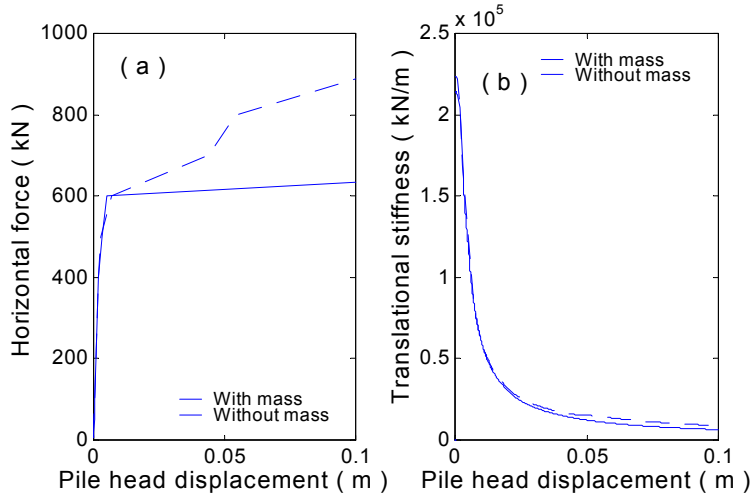 1000
800
600
400
200
0
Horizontal force ( kN )
( a )
With mass
Without mass
0
0.05
0.1
Pile head displacement ( m )
x 10^5
2.5
2
1.5
1
0.5
0
Translational stiffness ( kN/m )
With mass
Without mass
( b )
0
0.05
0.1
Pile head displacement ( m )